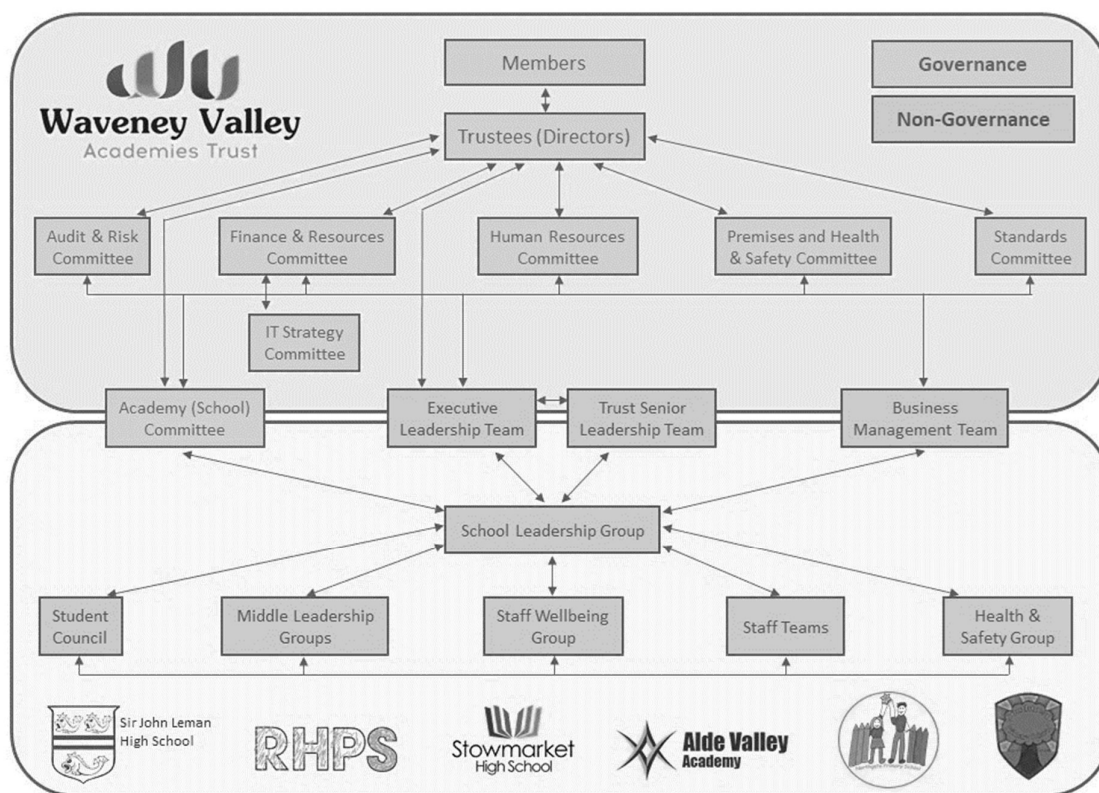 Waveney Valley
Academies Trust
Members
Governance
Non-Governance
Trustees (Directors)
Audit & Risk
Committee
Finance & Resources
Committee
Human Resources
Committee
Premises and Health
& Safety Committee
Standards
Committee
IT Strategy
Committee
Academy (School)
Committee
Executive
Leadership Team
Trust Senior
Leadership Team
Business
Management Team
School Leadership Group
Student
Council
Middle Leadership
Groups
Staff Wellbeing
Group
Staff Teams
Health &
Safety Group
Sir John Leman
High School
RHPS
Stowmarket
High School
Alde Valley
Academy
Primary School